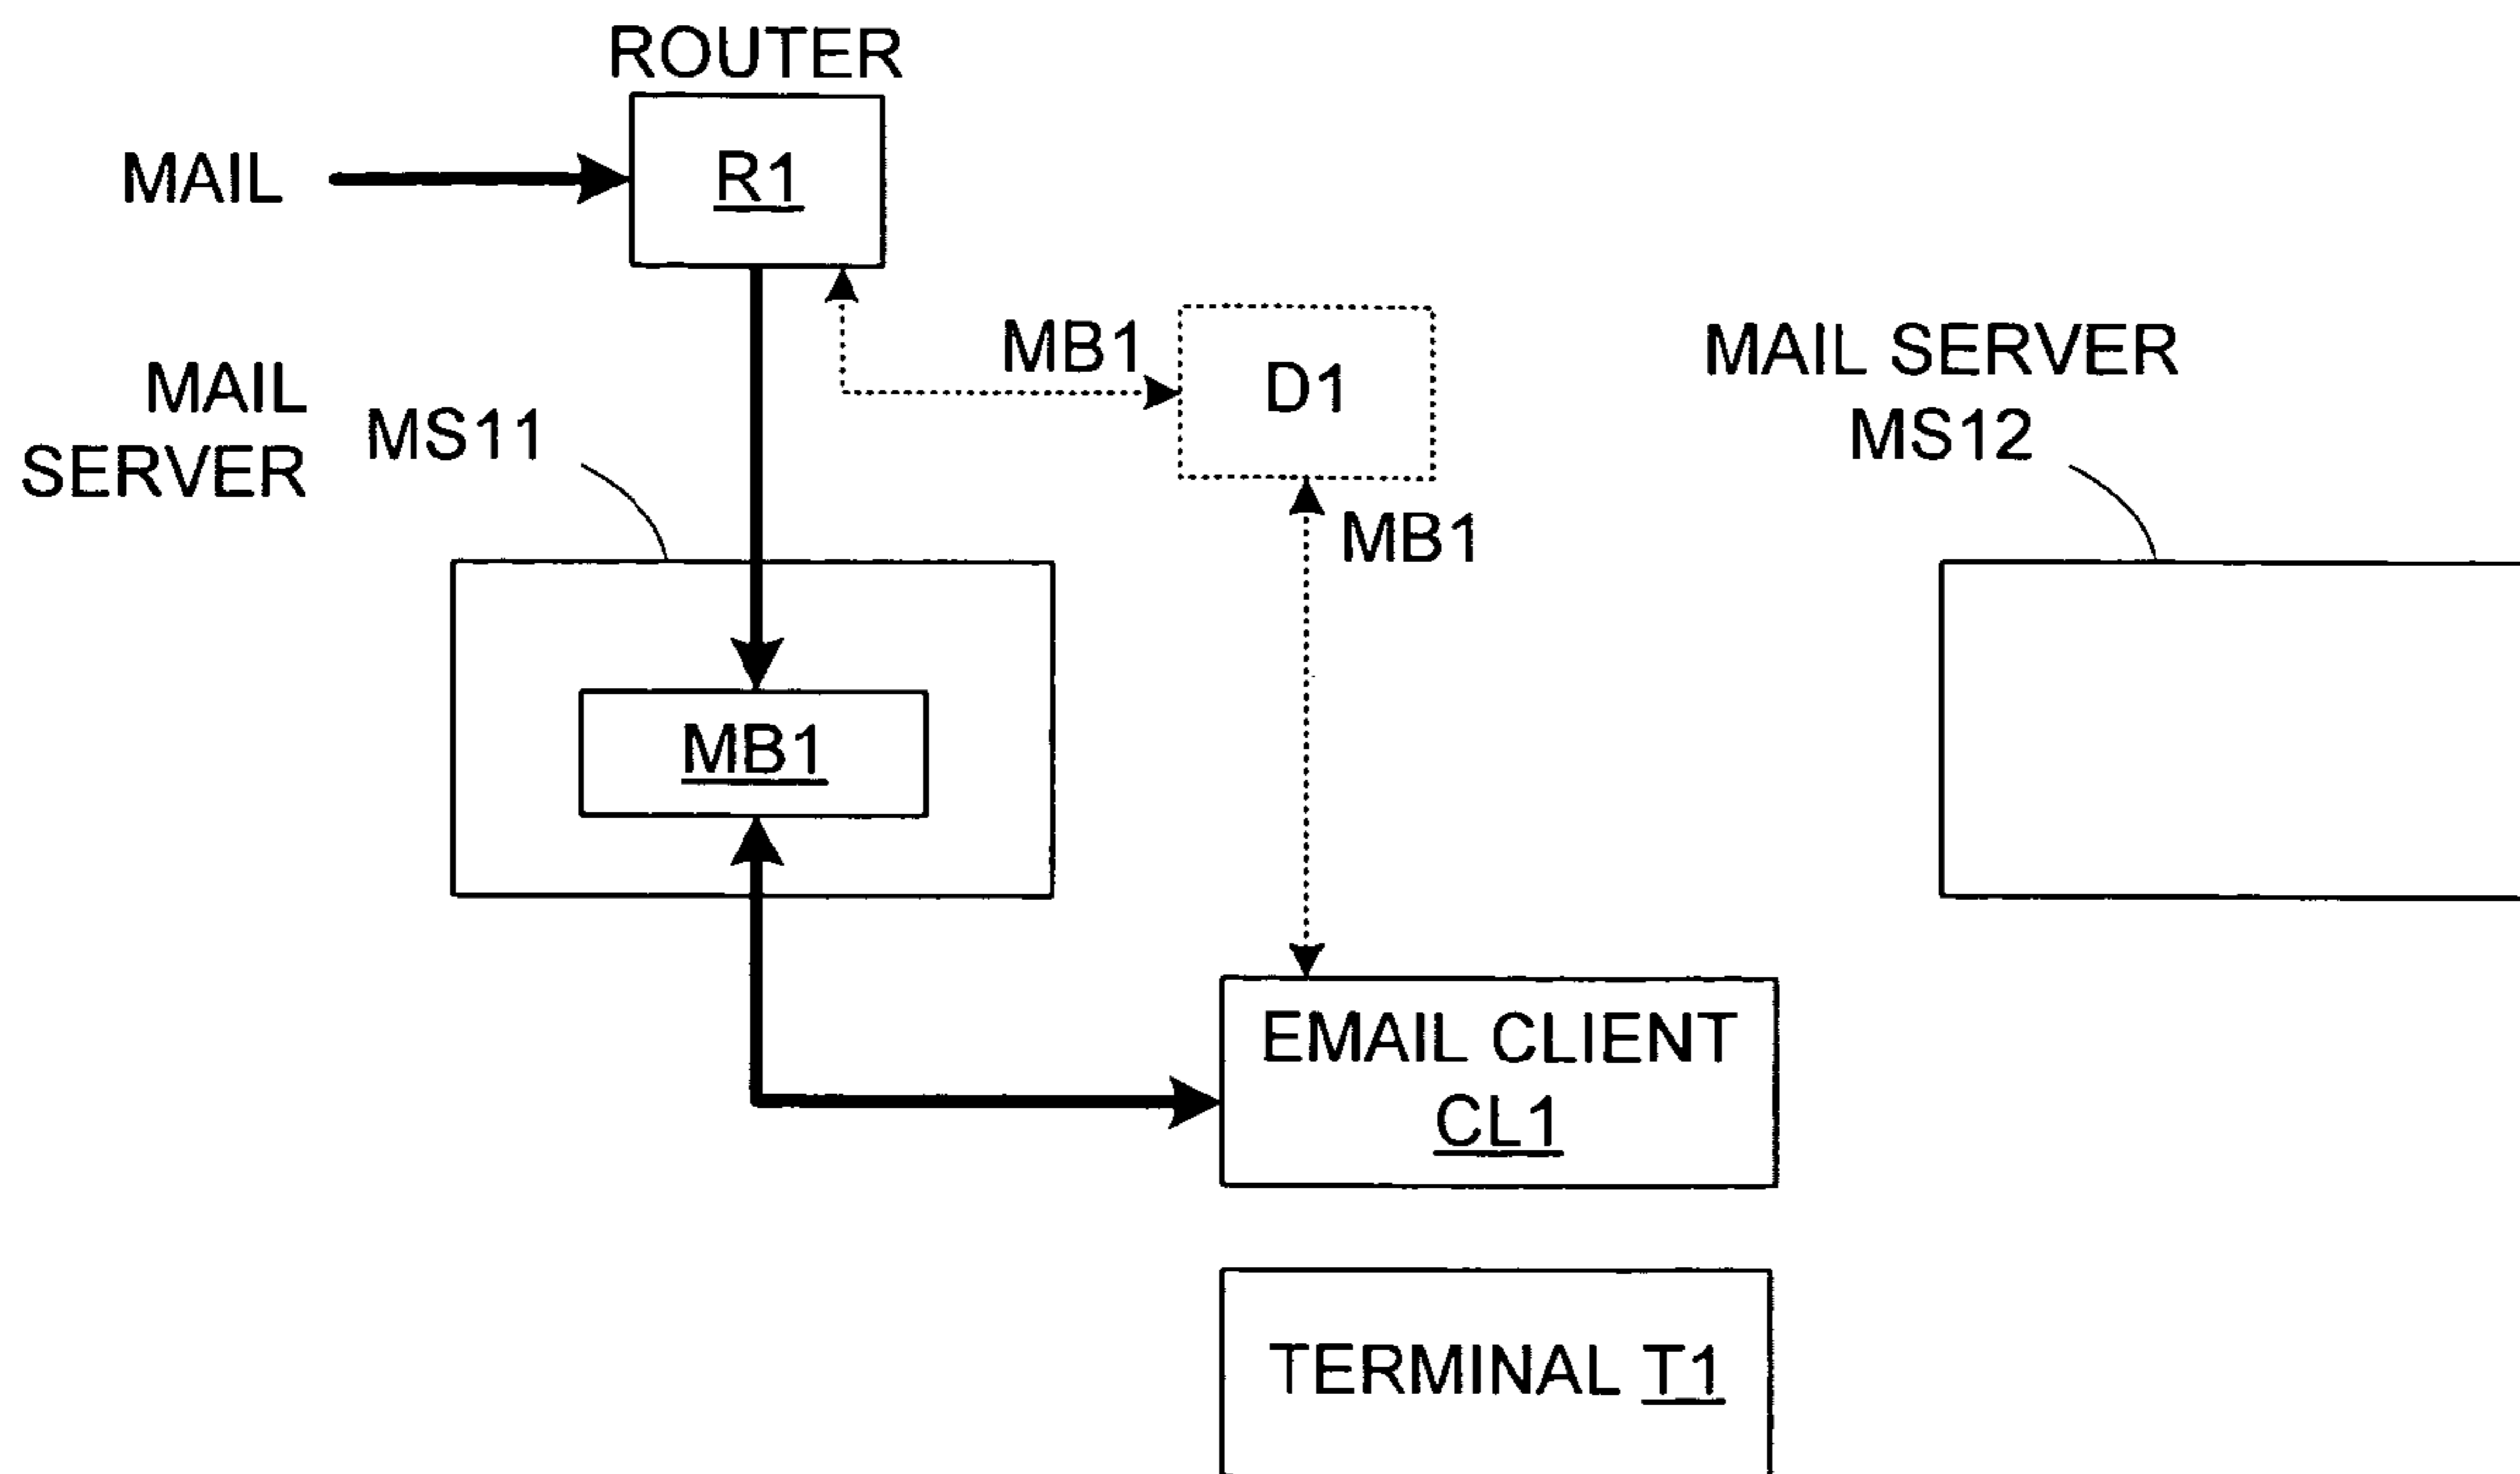 ROUTER
R1
MAIL
MB1
D1
MAIL
SERVER
MS11
MAIL SERVER
MS12
MB1
MB1
EMAIL CLIENT
CL1
TERMINAL T1